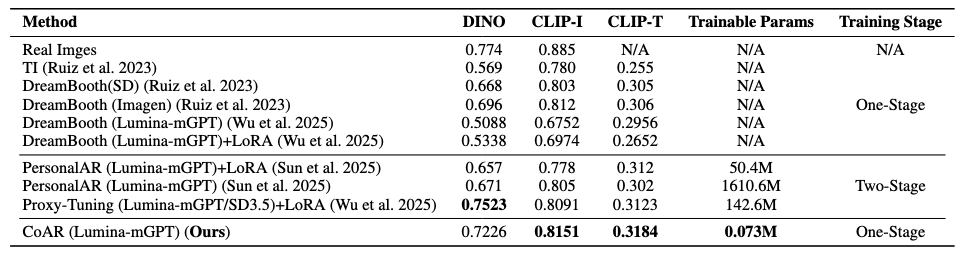 Method DINO CLIP-I CLIP-T Trainable Params Training Stage
Real Imges 0.774 0.885 N/A N/A N/A
TI (Ruiz et al. 2023) 0.569 0.780 0.255 N/A
DreamBooth(SD) (Ruiz et al. 2023) 0.668 0.803 0.305 N/A
DreamBooth (Imagen) (Ruiz et al. 2023) 0.696 0.812 0.306 N/A One-Stage
DreamBooth (Lumina-mGPT) (Wu et al. 2025) 0.5088 0.6752 0.2956 N/A
DreamBooth (Lumina-mGPT)+LoRA (Wu et al. 2025) 0.5338 0.6974 0.2652 N/A
PersonalAR (Lumina-mGPT)+LoRA (Sun et al. 2025) 0.657 0.778 0.312 50.4M
PersonalAR (Lumina-mGPT) (Sun et al. 2025) 0.671 0.805 0.302 1610.6M Two-Stage
Proxy-Tuning (Lumina-mGPT/SD3.5)+LoRA (Wu et al. 2025) 0.7523 0.8091 0.3123 142.6M
CoAR (Lumina-mGPT) (Ours) 0.7226 0.8151 0.3184 0.073M One-Stage